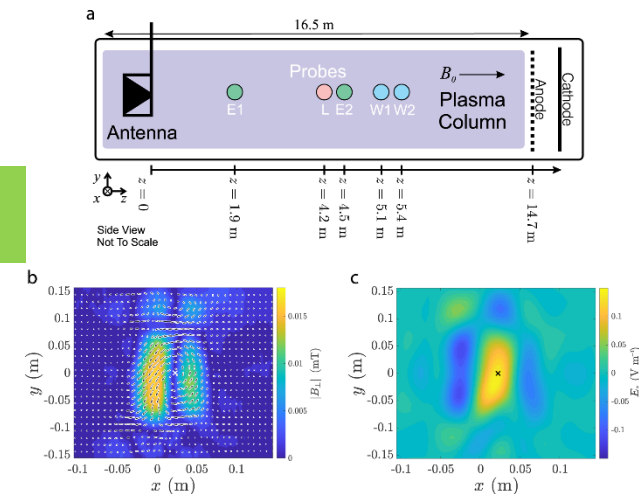 a
16.5 m
Probes
B₀
Antenna
E1
L
E2
W1
W2
Plasma
Column
Anode
Cathode
y
x
z
z = 0
z = 1.9 m
z = 4.2 m
z = 4.5 m
z = 5.1 m
z = 5.4 m
z = 14.7 m
Side View
Not To Scale
b
0.15
0.1
0.05
0
-0.05
-0.1
-0.15
y (m)
-0.1
-0.05
0
0.05
0.1
x (m)
0.015
0.01
0.005
0
|B⊥| (mT)
c
0.15
0.1
0.05
0
-0.05
-0.1
-0.15
y (m)
-0.1
-0.05
0
0.05
0.1
x (m)
0.1
0.05
0
-0.05
-0.1